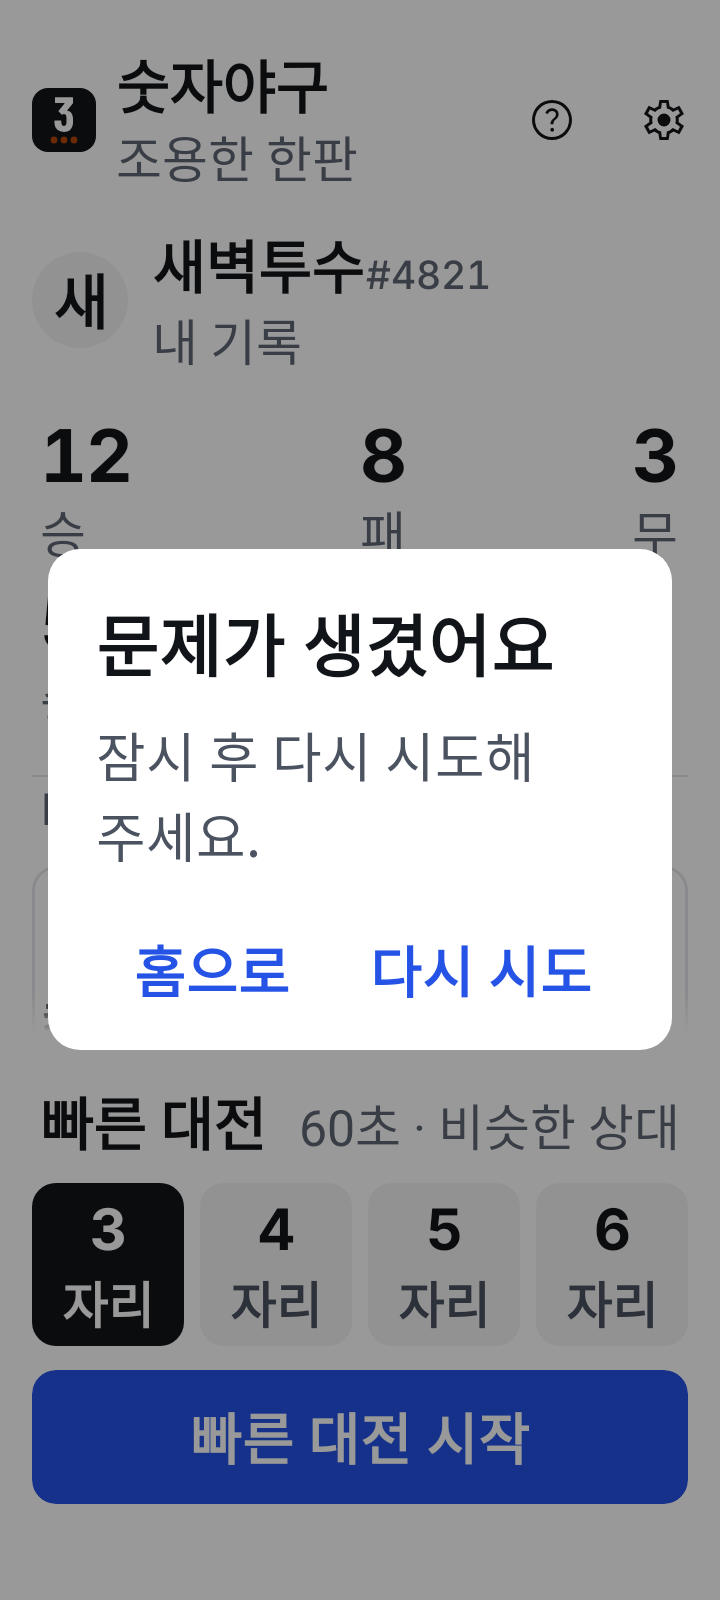 3
숫자야구
조용한 한판
새
새벽투수#4821
내 기록
12 8 3
승 패 무
문제가 생겼어요
잠시 후 다시 시도해
주세요.
홈으로 다시 시도
빠른 대전 60초 · 비슷한 상대
3 4 5 6
자리 자리 자리 자리
빠른 대전 시작